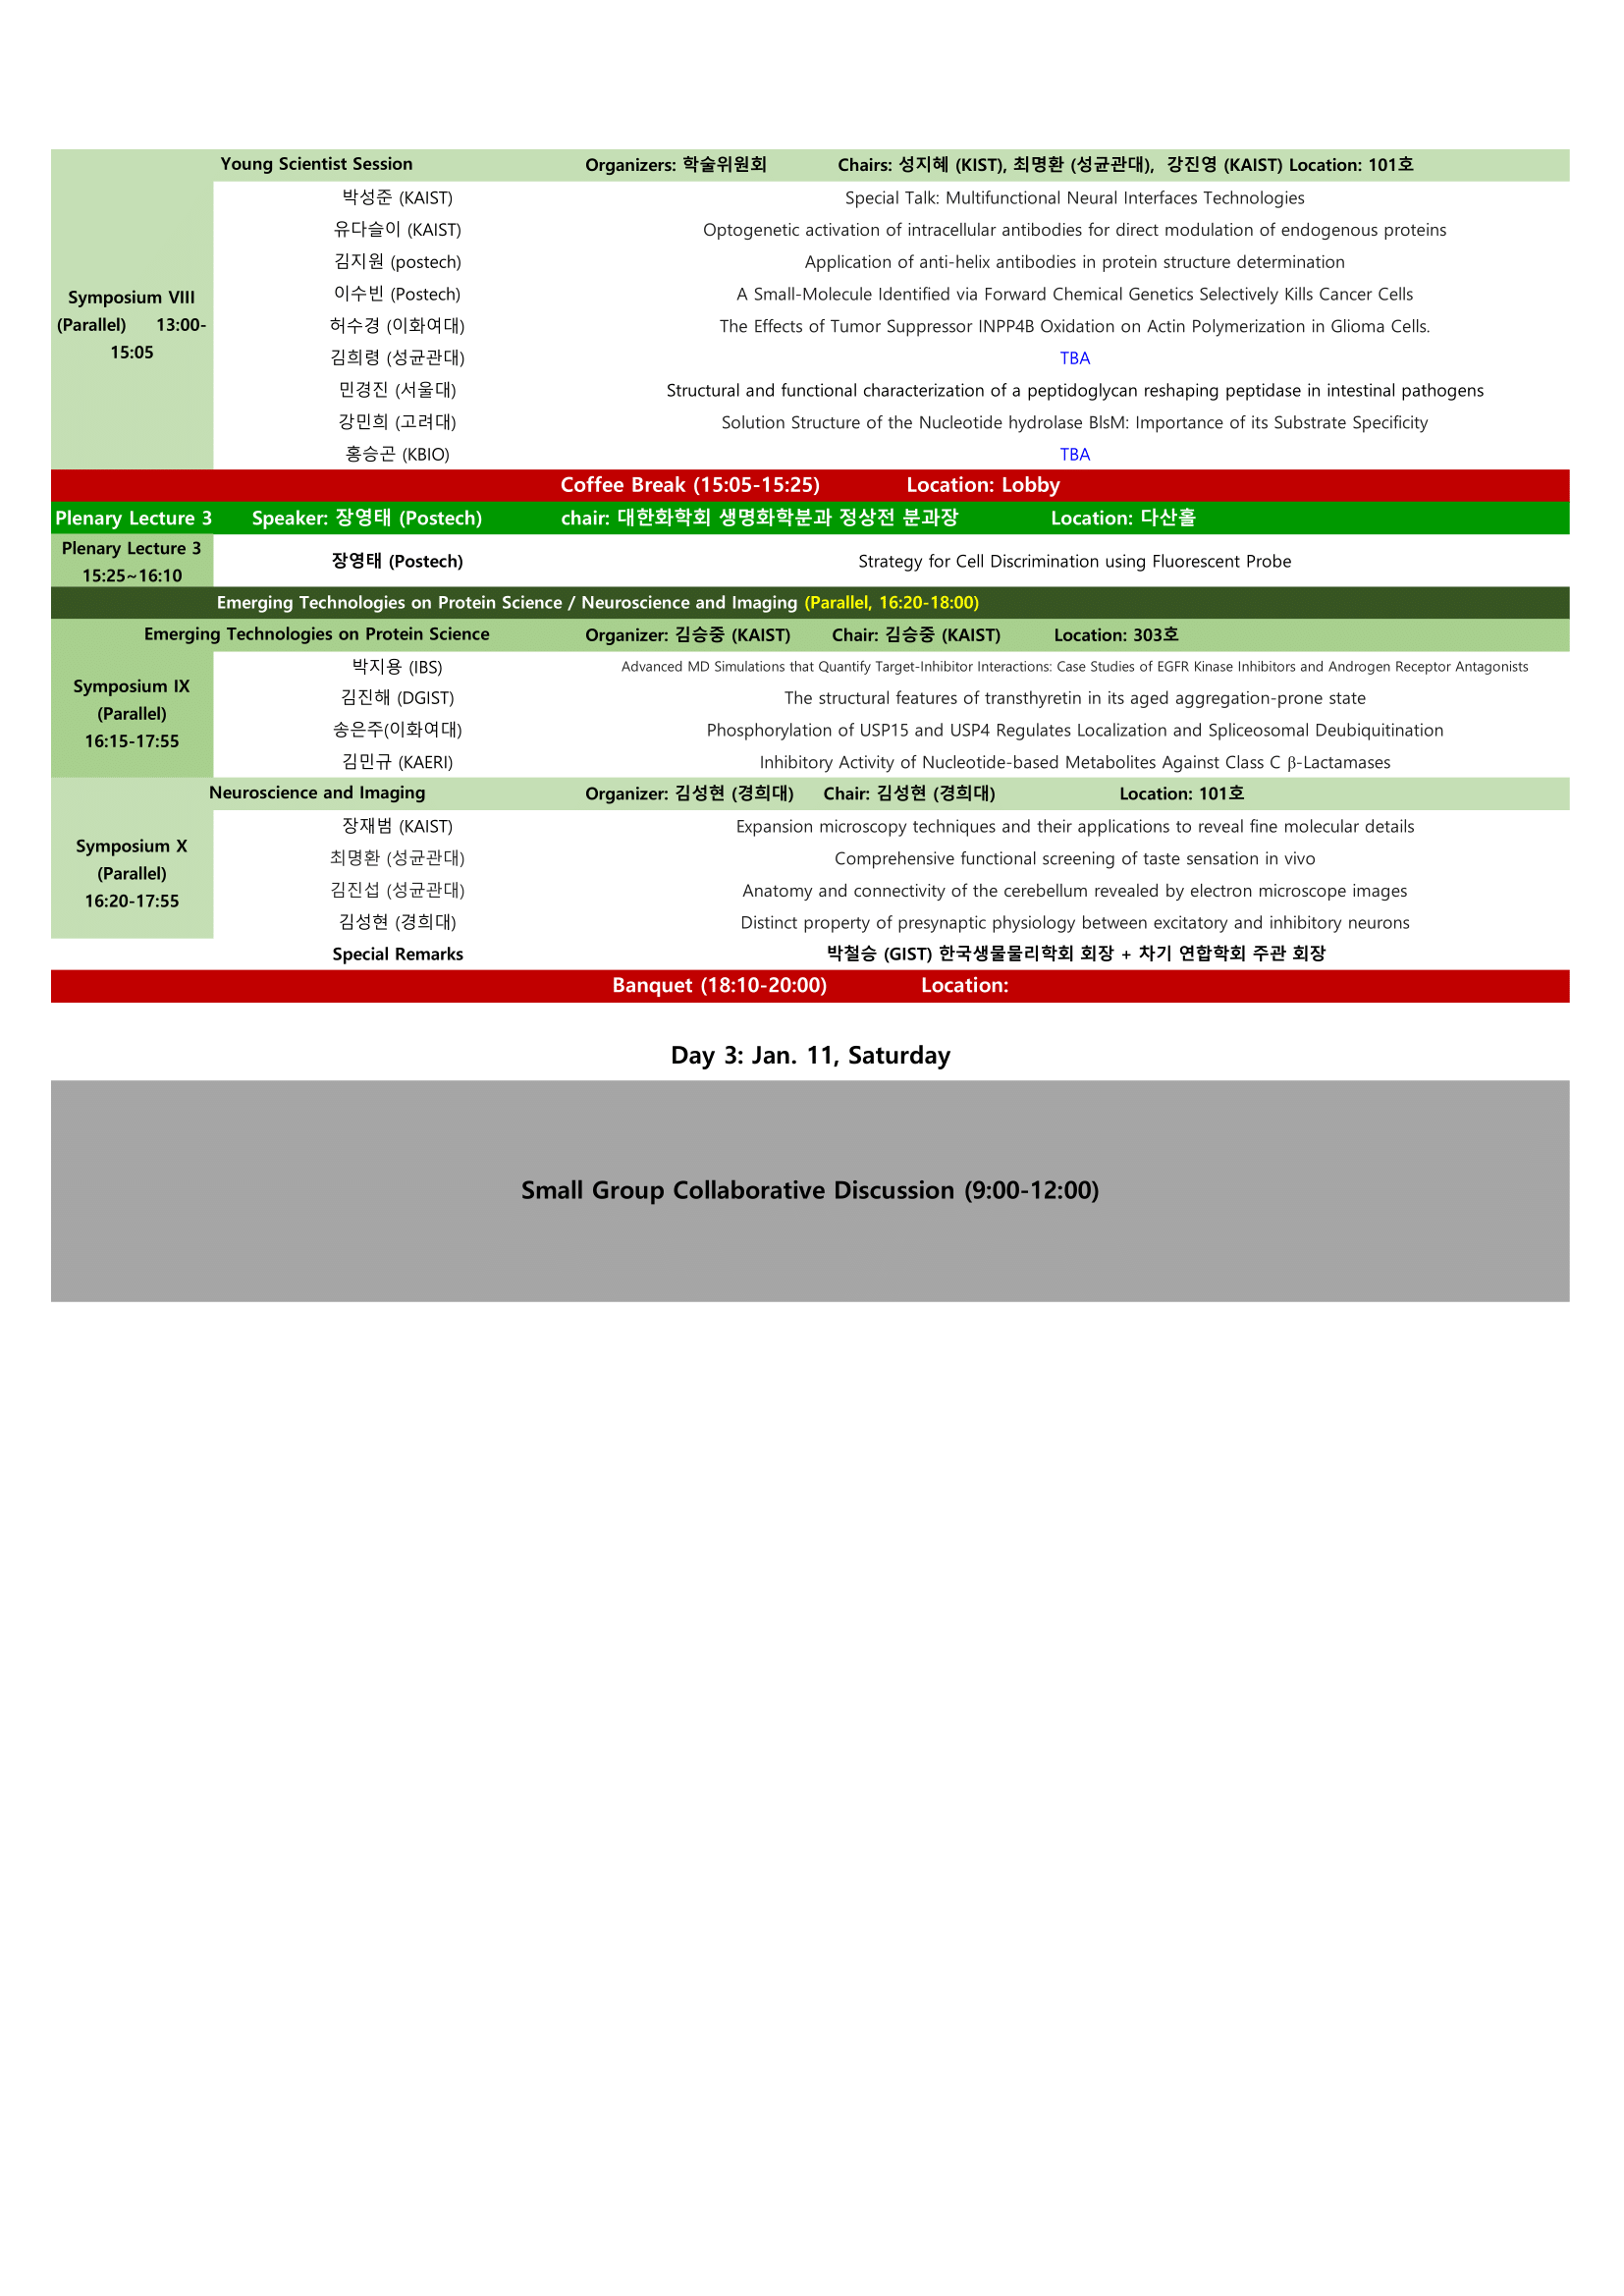 Young Scientist Session Organizers: 학술위원회 Chairs: 성지혜 (KIST), 최명환 (성균관대), 강진영 (KAIST) Location: 101호
Symposium VIII
(Parallel) 13:00-
15:05
박성준 (KAIST) Special Talk: Multifunctional Neural Interfaces Technologies
유다슬이 (KAIST) Optogenetic activation of intracellular antibodies for direct modulation of endogenous proteins
김지원 (postech) Application of anti-helix antibodies in protein structure determination
이수빈 (Postech) A Small-Molecule Identified via Forward Chemical Genetics Selectively Kills Cancer Cells
허수경 (이화여대) The Effects of Tumor Suppressor INPP4B Oxidation on Actin Polymerization in Glioma Cells.
김희령 (성균관대) TBA
민경진 (서울대) Structural and functional characterization of a peptidoglycan reshaping peptidase in intestinal pathogens
강민희 (고려대) Solution Structure of the Nucleotide hydrolase BlsM: Importance of its Substrate Specificity
홍승곤 (KBIO) TBA
Coffee Break (15:05-15:25) Location: Lobby
Plenary Lecture 3 Speaker: 장영태 (Postech) chair: 대한화학회 생명화학분과 정상전 분과장 Location: 다산홀
Plenary Lecture 3
15:25~16:10
장영태 (Postech) Strategy for Cell Discrimination using Fluorescent Probe
Emerging Technologies on Protein Science / Neuroscience and Imaging (Parallel, 16:20-18:00)
Emerging Technologies on Protein Science Organizer: 김승중 (KAIST) Chair: 김승중 (KAIST) Location: 303호
Symposium IX
(Parallel)
16:15-17:55
박지용 (IBS) Advanced MD Simulations that Quantify Target-Inhibitor Interactions: Case Studies of EGFR Kinase Inhibitors and Androgen Receptor Antagonists
김진해 (DGIST) The structural features of transthyretin in its aged aggregation-prone state
송은주(이화여대) Phosphorylation of USP15 and USP4 Regulates Localization and Spliceosomal Deubiquitination
김민규 (KAERI) Inhibitory Activity of Nucleotide-based Metabolites Against Class C β-Lactamases
Neuroscience and Imaging Organizer: 김성현 (경희대) Chair: 김성현 (경희대) Location: 101호
Symposium X
(Parallel)
16:20-17:55
장재범 (KAIST) Expansion microscopy techniques and their applications to reveal fine molecular details
최명환 (성균관대) Comprehensive functional screening of taste sensation in vivo
김진섭 (성균관대) Anatomy and connectivity of the cerebellum revealed by electron microscope images
김성현 (경희대) Distinct property of presynaptic physiology between excitatory and inhibitory neurons
Special Remarks 박철승 (GIST) 한국생물물리학회 회장 + 차기 연합학회 주관 회장
Banquet (18:10-20:00) Location:
Day 3: Jan. 11, Saturday
Small Group Collaborative Discussion (9:00-12:00)